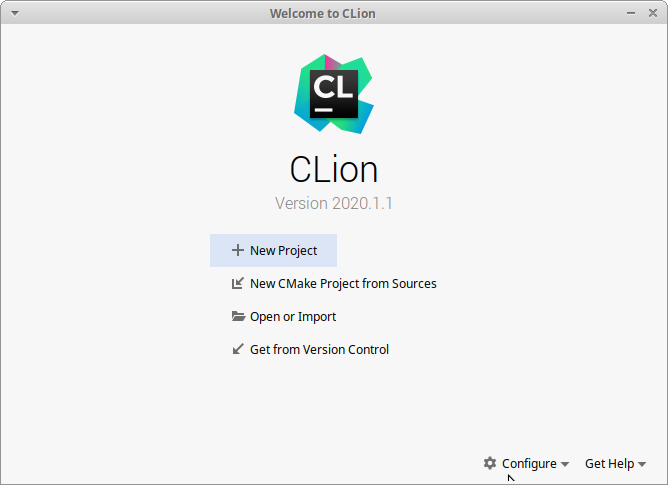 Welcome to CLion
CL
CLion
Version 2020.1.1
New Project
New CMake Project from Sources
Open or Import
Get from Version Control
Configure
Get Help